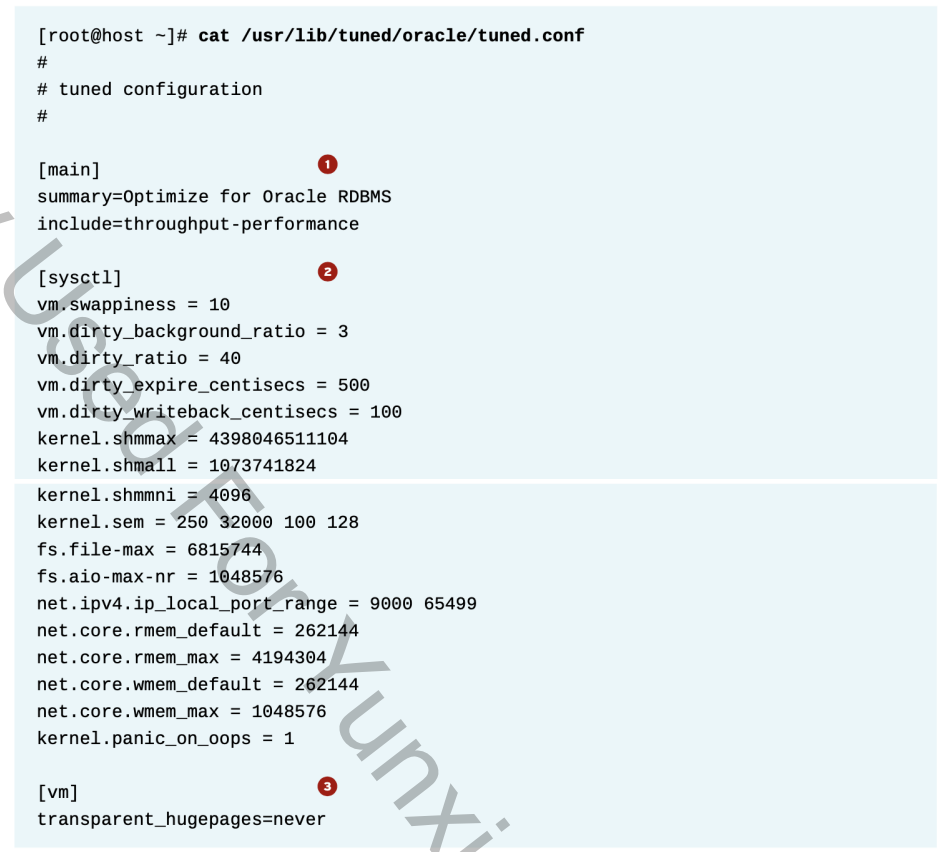 [root@host ~]# cat /usr/lib/tuned/oracle/tuned.conf
#
# tuned configuration
#
[main] 1
summary=Optimize for Oracle RDBMS
include=throughput-performance
[sysctl] 2
vm.swappiness = 10
vm.dirty_background_ratio = 3
vm.dirty_ratio = 40
vm.dirty_expire_centisecs = 500
vm.dirty_writeback_centisecs = 100
kernel.shmmax = 4398046511104
kernel.shmall = 1073741824
kernel.shmmni = 4096
kernel.sem = 250 32000 100 128
fs.file-max = 6815744
fs.aio-max-nr = 1048576
net.ipv4.ip_local_port_range = 9000 65499
net.core.rmem_default = 262144
net.core.rmem_max = 4194304
net.core.wmem_default = 262144
net.core.wmem_max = 1048576
kernel.panic_on_oops = 1
[vm] 3
transparent_hugepages=never
Used For Yunxi